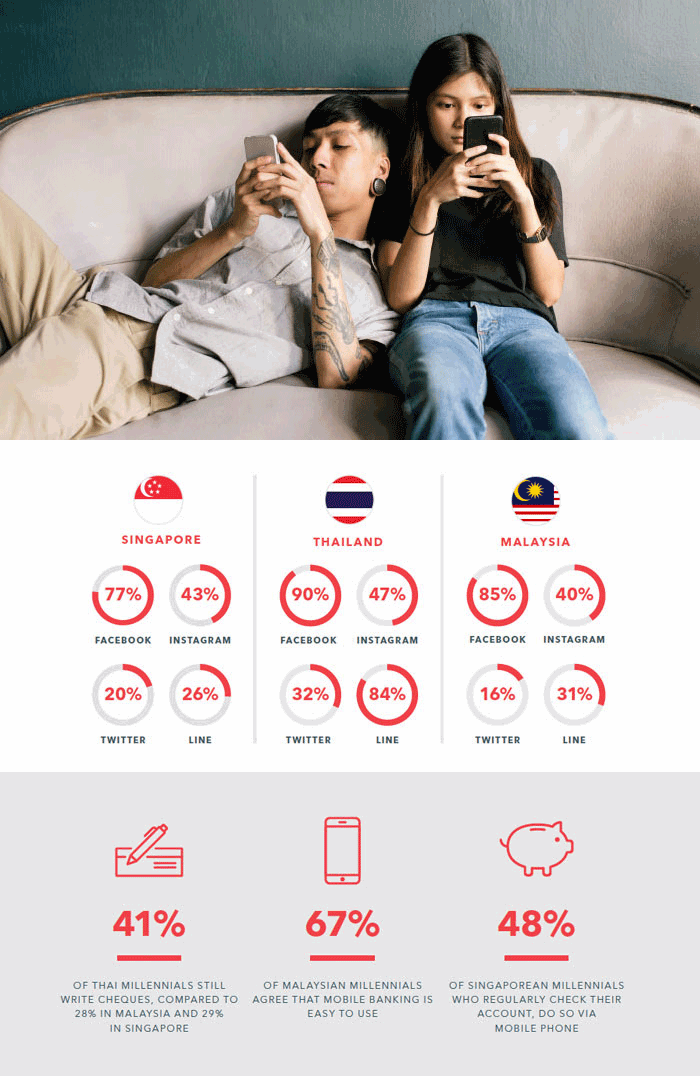 SINGAPORE
77%
43%
FACEBOOK
INSTAGRAM
20%
26%
TWITTER
LINE
THAILAND
90%
47%
FACEBOOK
INSTAGRAM
32%
84%
TWITTER
LINE
MALAYSIA
85%
40%
FACEBOOK
INSTAGRAM
16%
31%
TWITTER
LINE
41%
OF THAI MILLENNIALS STILL
WRITE CHEQUES, COMPARED TO
28% IN MALAYSIA AND 29%
IN SINGAPORE
67%
OF MALAYSIAN MILLENNIALS
AGREE THAT MOBILE BANKING IS
EASY TO USE
48%
OF SINGAPOREAN MILLENNIALS
WHO REGULARLY CHECK THEIR
ACCOUNT, DO SO VIA
MOBILE PHONE